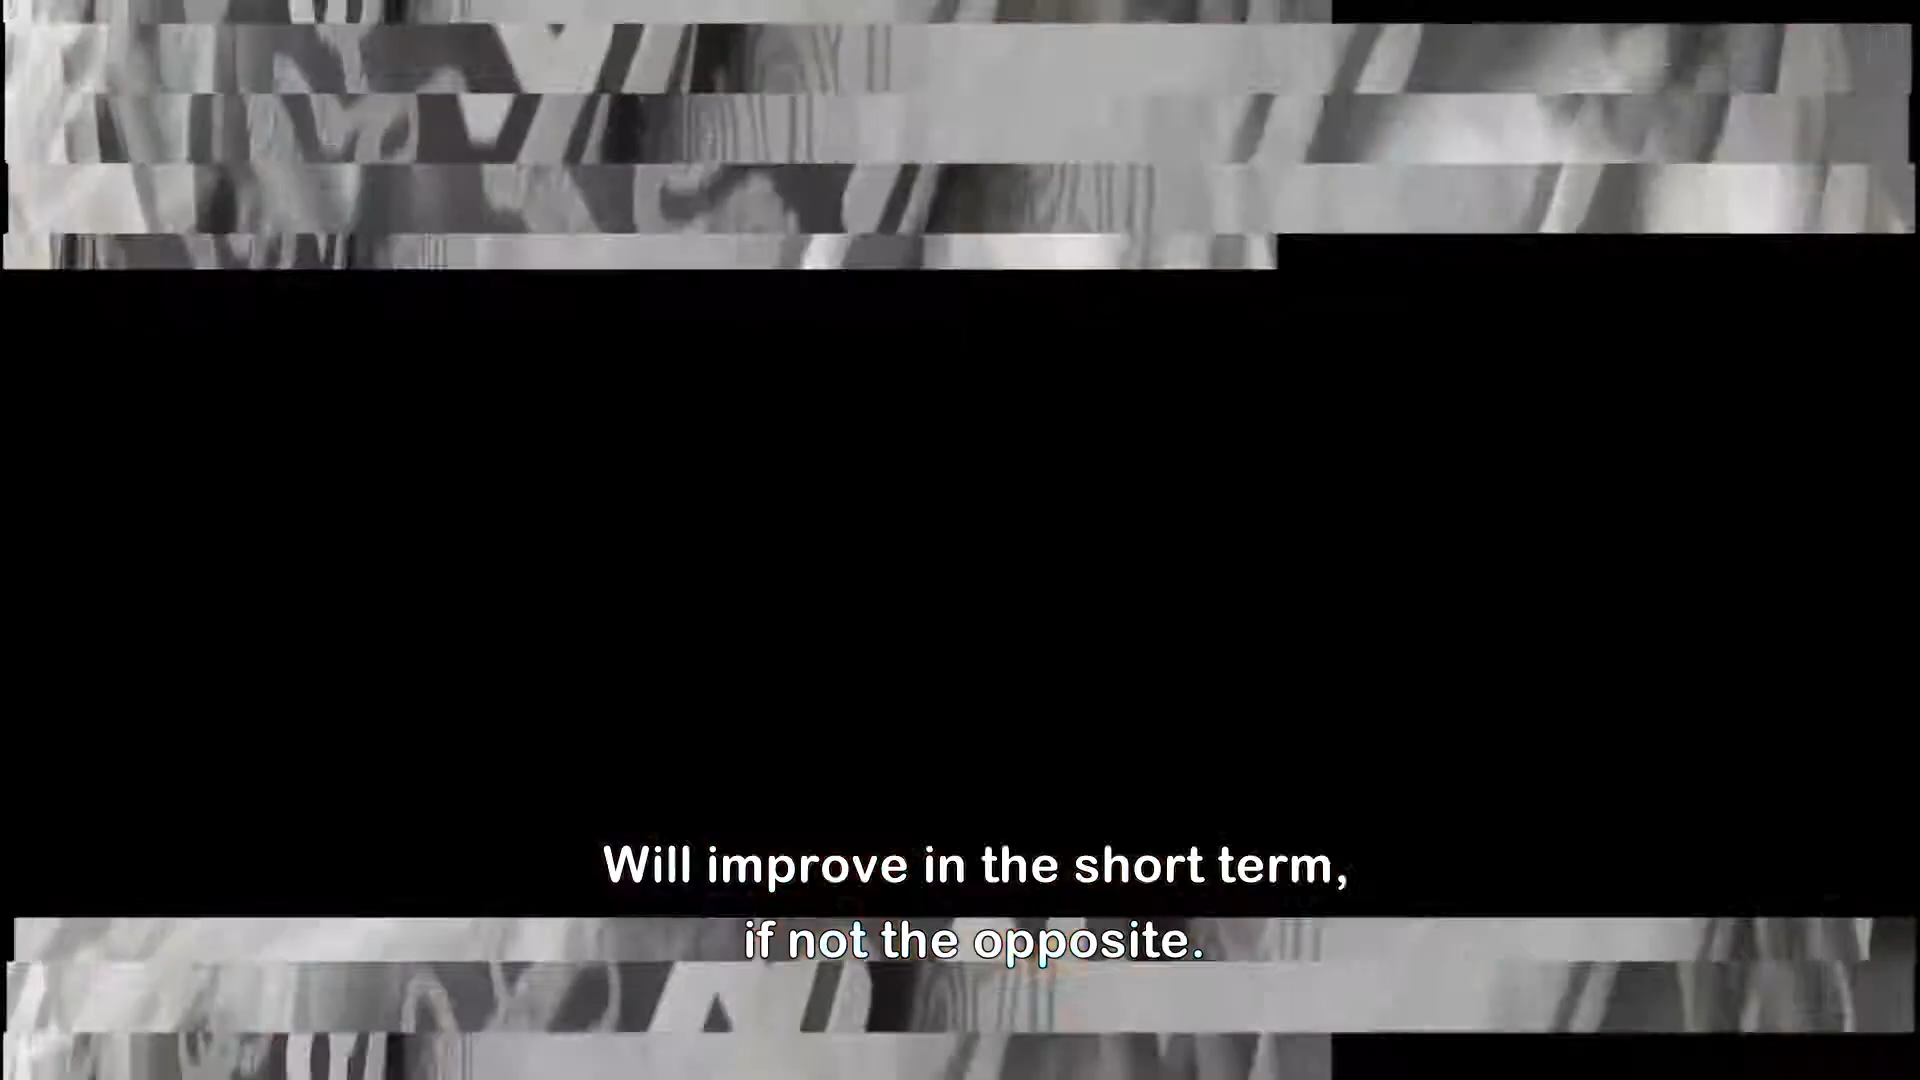 Will improve in the short term,
if not the opposite.